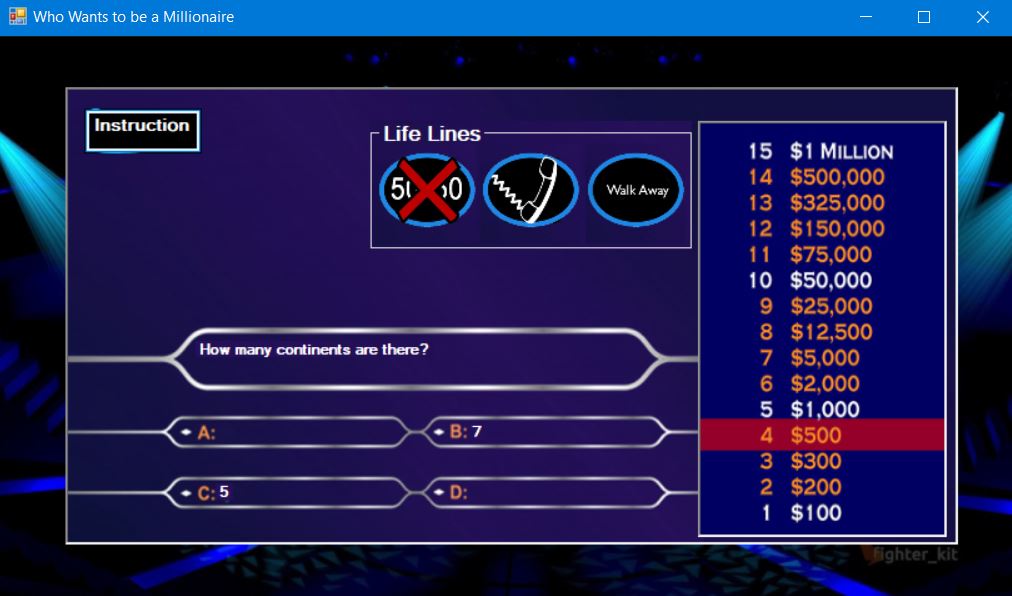 Who Wants to be a Millionaire
Instruction
Life Lines
Walk Away
15 $1 MILLION
14 $500,000
13 $325,000
12 $150,000
11 $75,000
10 $50,000
9 $25,000
8 $12,500
7 $5,000
6 $2,000
5 $1,000
4 $500
3 $300
2 $200
1 $100
How many continents are there?
A:
B: 7
C: 5
D:
fighter_kit